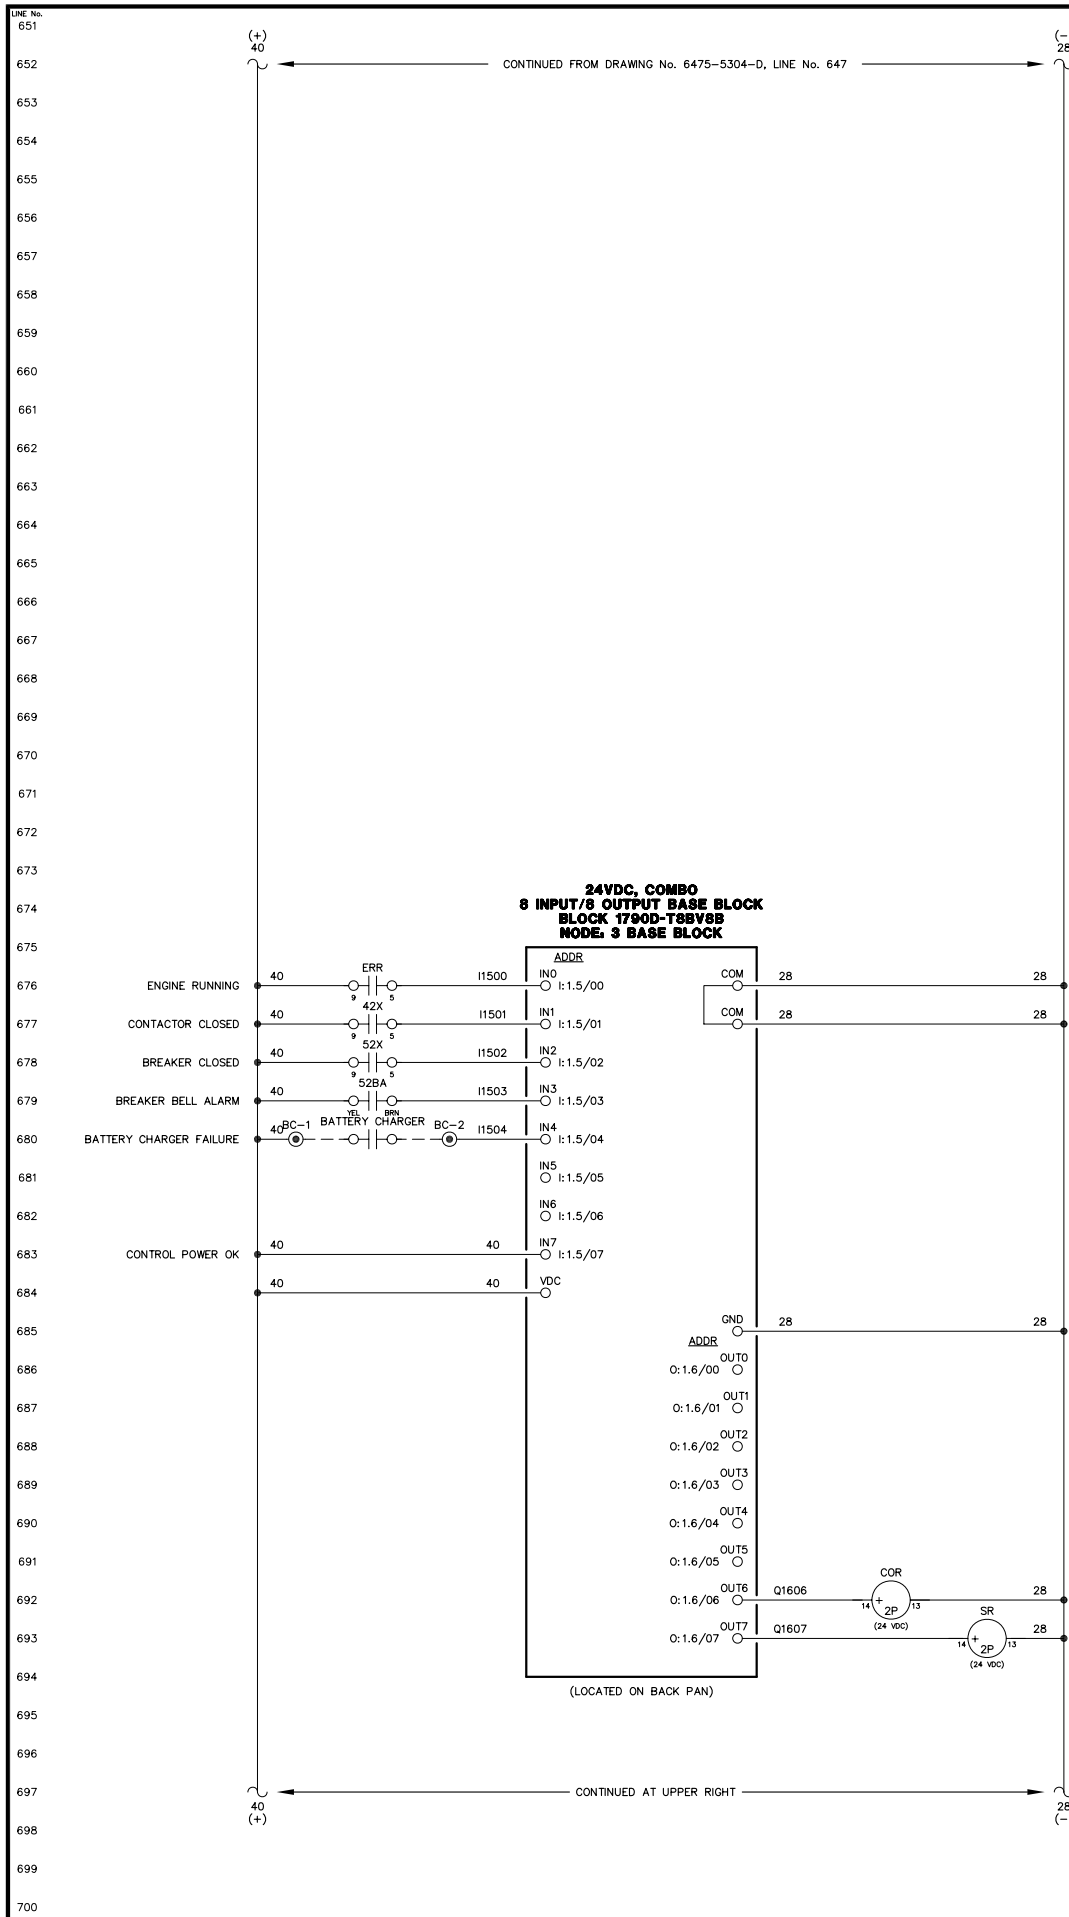 LINE No.
651
(+)
40
(-
28
652
CONTINUED FROM DRAWING No. 6475-5304-D, LINE No. 647
653
654
655
656
657
658
659
660
661
662
663
664
665
666
667
668
669
670
671
672
673
24VDC, COMBO
8 INPUT/8 OUTPUT BASE BLOCK
BLOCK 1790D-T8BV8B
NODE: 3 BASE BLOCK
674
675
ADDR
676 ENGINE RUNNING 40 ERR 9 5 I1500 IN0 I:1.5/00 COM 28 28
677 CONTACTOR CLOSED 40 42X 9 5 I1501 IN1 I:1.5/01 COM 28 28
678 BREAKER CLOSED 40 52X 9 5 I1502 IN2 I:1.5/02
679 BREAKER BELL ALARM 40 52BA YEL BRN I1503 IN3 I:1.5/03
680 BATTERY CHARGER FAILURE 40 BC-1 BATTERY CHARGER BC-2 I1504 IN4 I:1.5/04
681 IN5 I:1.5/05
682 IN6 I:1.5/06
683 CONTROL POWER OK 40 40 IN7 I:1.5/07
684 40 40 VDC
685 GND 28 28
ADDR
686 O:1.6/00 OUT0
687 O:1.6/01 OUT1
688 O:1.6/02 OUT2
689 O:1.6/03 OUT3
690 O:1.6/04 OUT4
691 O:1.6/05 OUT5
692 O:1.6/06 OUT6 Q1606 COR 14 + 2P 13 (24 VDC) 28
693 O:1.6/07 OUT7 Q1607 SR 14 + 2P 13 (24 VDC) 28
694
(LOCATED ON BACK PAN)
695
696
697
CONTINUED AT UPPER RIGHT
40
(+)
28
(-
698
699
700